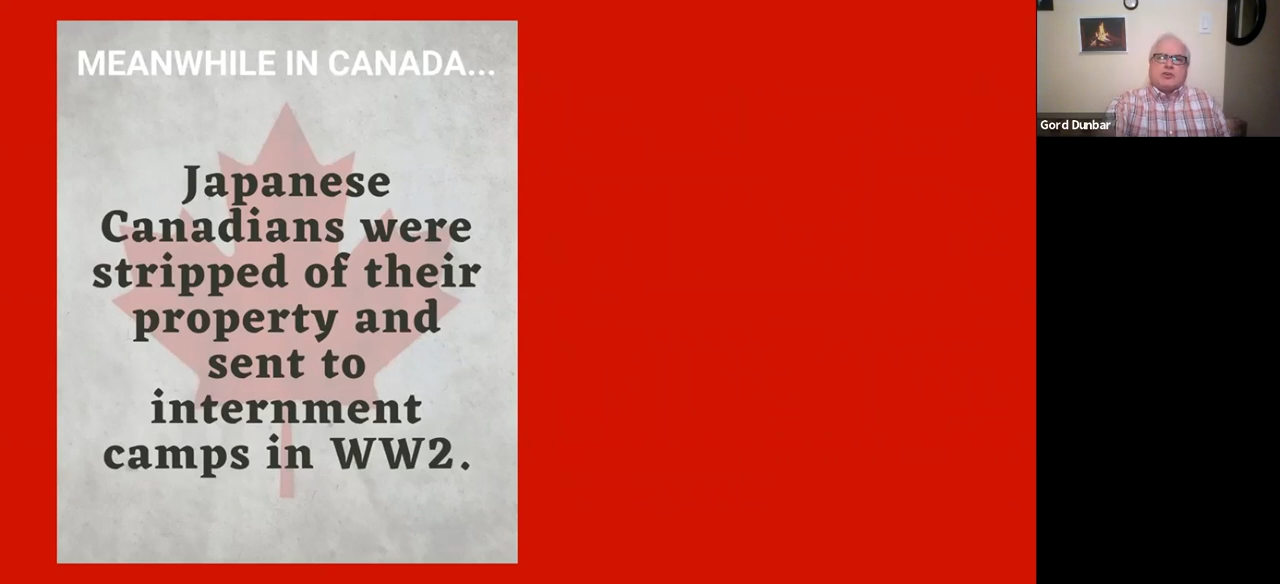 MEANWHILE IN CANADA...
Japanese
Canadians were
stripped of their
property and
sent to
internment
camps in WW2.
Gord Dunbar